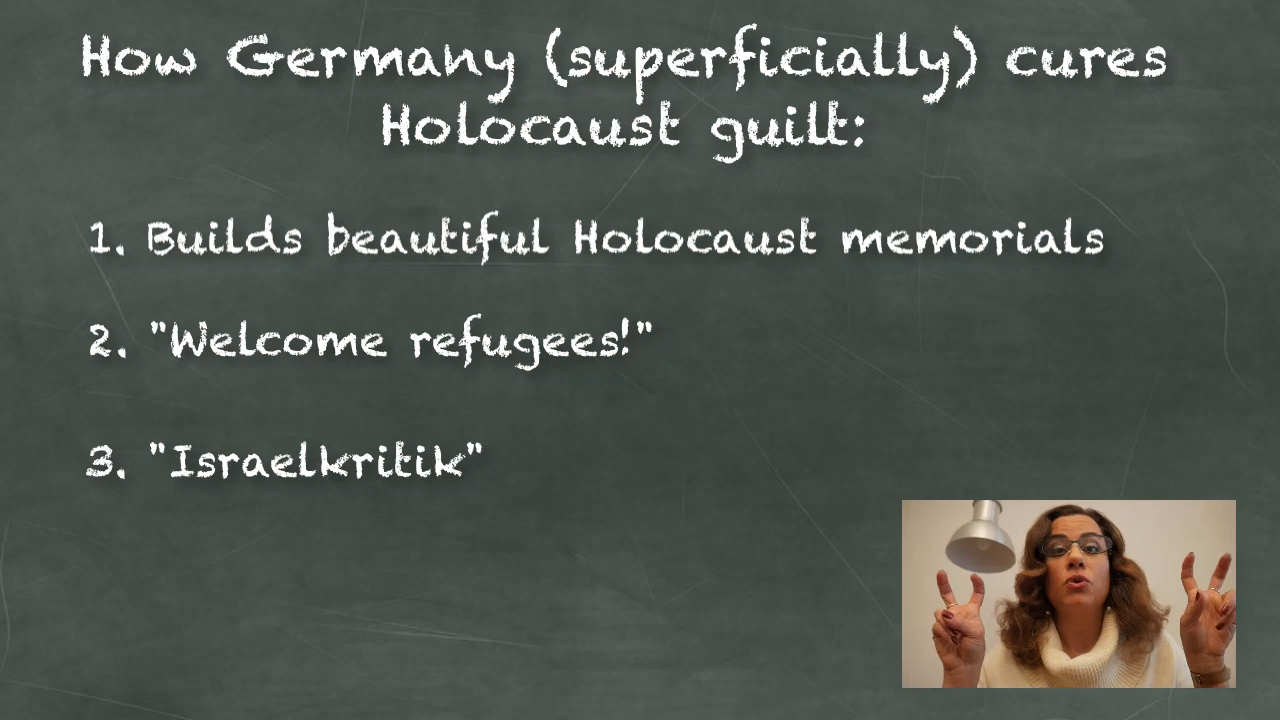 How Germany (superficially) cures
Holocaust guilt:
1. Builds beautiful Holocaust memorials
2. "Welcome refugees!"
3. "Israelkritik"